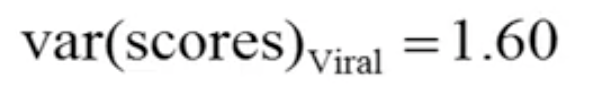 var(scores)Viral = 1.60